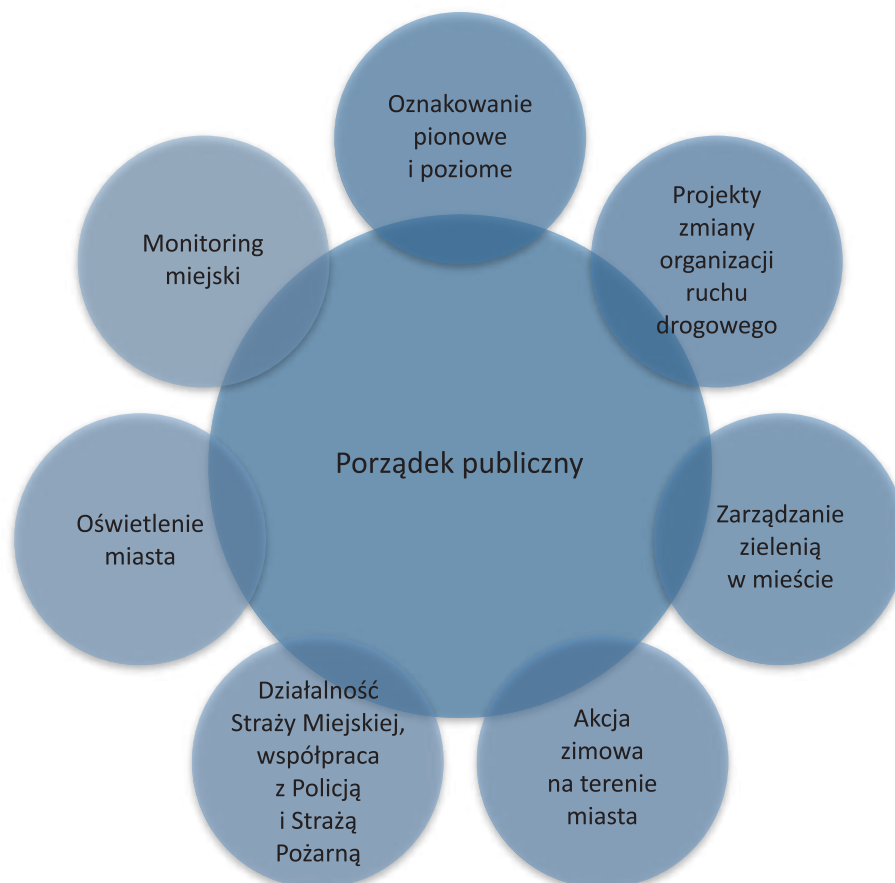 Oznakowanie
pionowe
i poziome
Projekty
zmiany
organizacji
ruchu
drogowego
Zarządzanie
zielenią
w mieście
Akcja
zimowa
na terenie
miasta
Działalność
Straży Miejskiej,
współpraca
z Policją
i Strażą
Pożarną
Oświetlenie
miasta
Monitoring
miejski
Porządek publiczny